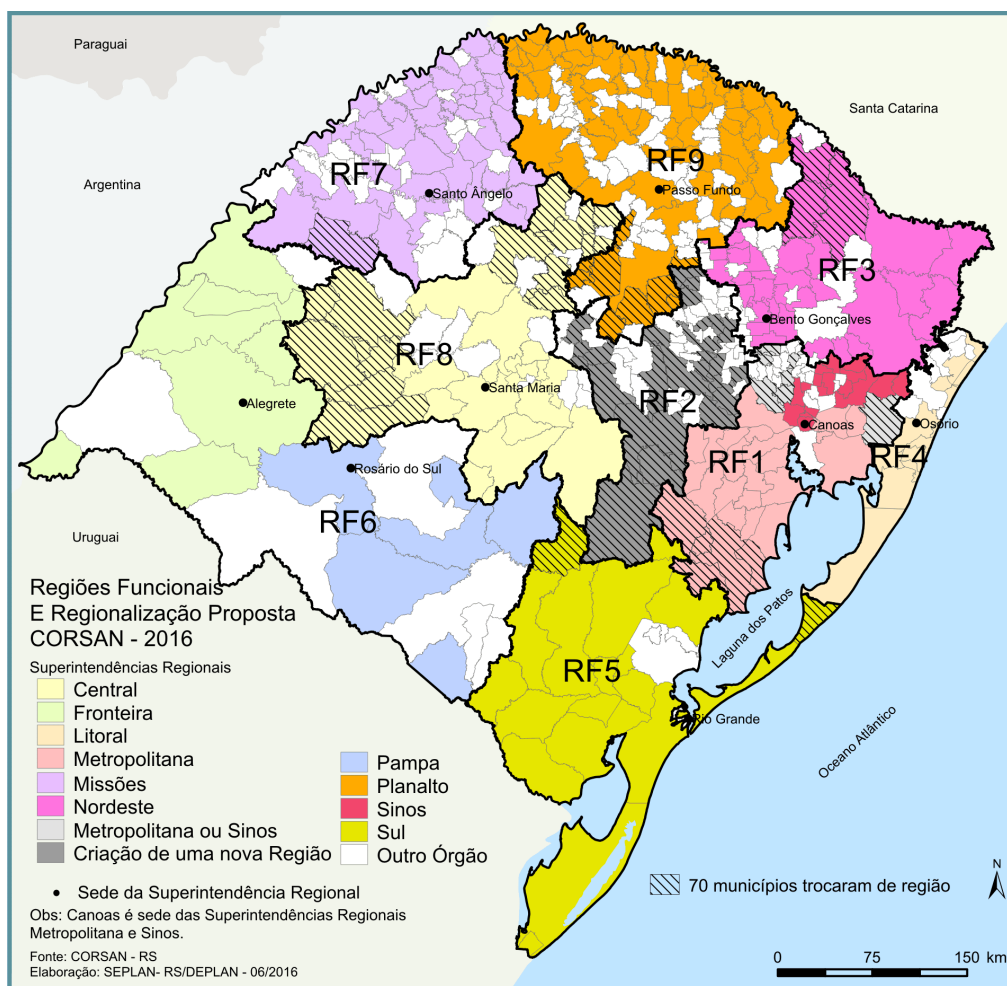 Paraguai
Santa Catarina
Argentina
RF9
RF7
Passo Fundo
Santo Ângelo
RF3
Bento Gonçalves
RF8
Santa Maria
RF2
Alegrete
Canoas
Osório
RF4
RF1
Rosário do Sul
RF6
Uruguai
Laguna dos Patos
RF5
Rio Grande
Oceano Atlântico
Regiões Funcionais
E Regionalização Proposta
CORSAN - 2016
Superintendências Regionais
Central
Fronteira
Litoral
Metropolitana
Missões
Nordeste
Metropolitana ou Sinos
Criação de uma nova Região
Pampa
Planalto
Sinos
Sul
Outro Órgão
Sede da Superintendência Regional
Obs: Canoas é sede das Superintendências Regionais
Metropolitana e Sinos.
Fonte: CORSAN - RS
Elaboração: SEPLAN- RS/DEPLAN - 06/2016
70 municípios trocaram de região
N
0 75 150 km